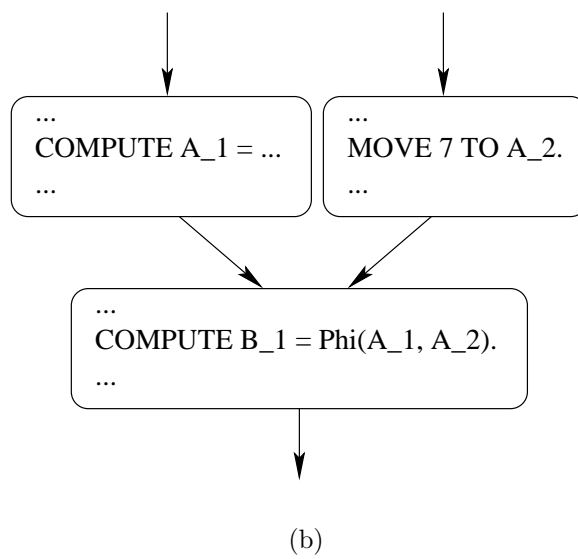 ...
COMPUTE A_1 = ...
...
...
MOVE 7 TO A_2.
...
...
COMPUTE B_1 = Phi(A_1, A_2).
...
(b)